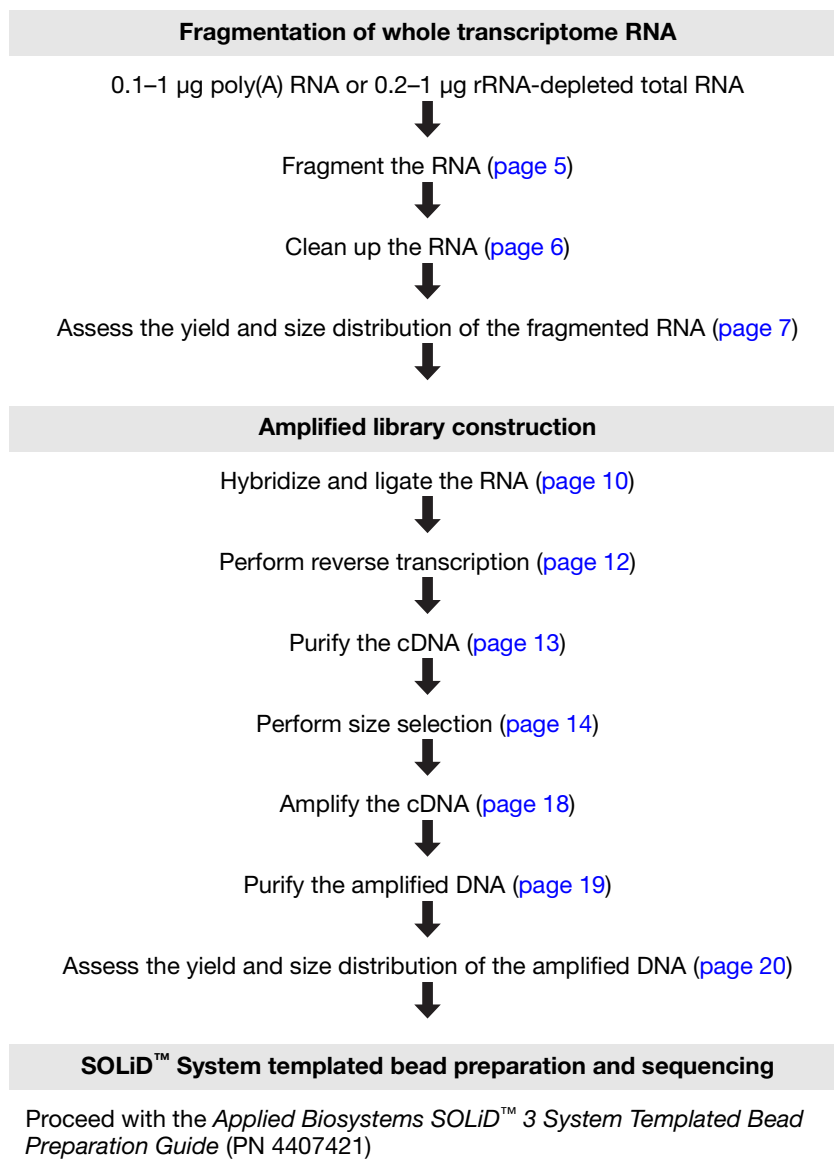 Fragmentation of whole transcriptome RNA
0.1–1 µg poly(A) RNA or 0.2–1 µg rRNA-depleted total RNA
Fragment the RNA (page 5)
Clean up the RNA (page 6)
Assess the yield and size distribution of the fragmented RNA (page 7)
Amplified library construction
Hybridize and ligate the RNA (page 10)
Perform reverse transcription (page 12)
Purify the cDNA (page 13)
Perform size selection (page 14)
Amplify the cDNA (page 18)
Purify the amplified DNA (page 19)
Assess the yield and size distribution of the amplified DNA (page 20)
SOLiD™ System templated bead preparation and sequencing
Proceed with the Applied Biosystems SOLiD™ 3 System Templated Bead
Preparation Guide (PN 4407421)